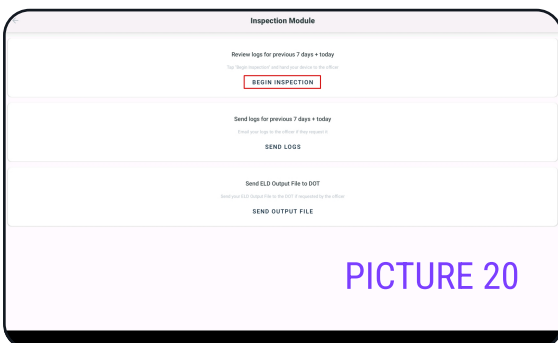 Inspection Module
Review logs for previous 7 days + today
Tap "Begin Inspection" and hand your device to the officer
BEGIN INSPECTION
Send logs for previous 7 days + today
Email your logs to the officer if they request it
SEND LOGS
Send ELD Output File to DOT
Send your ELD Output File to the DOT if requested by the officer
SEND OUTPUT FILE
PICTURE 20